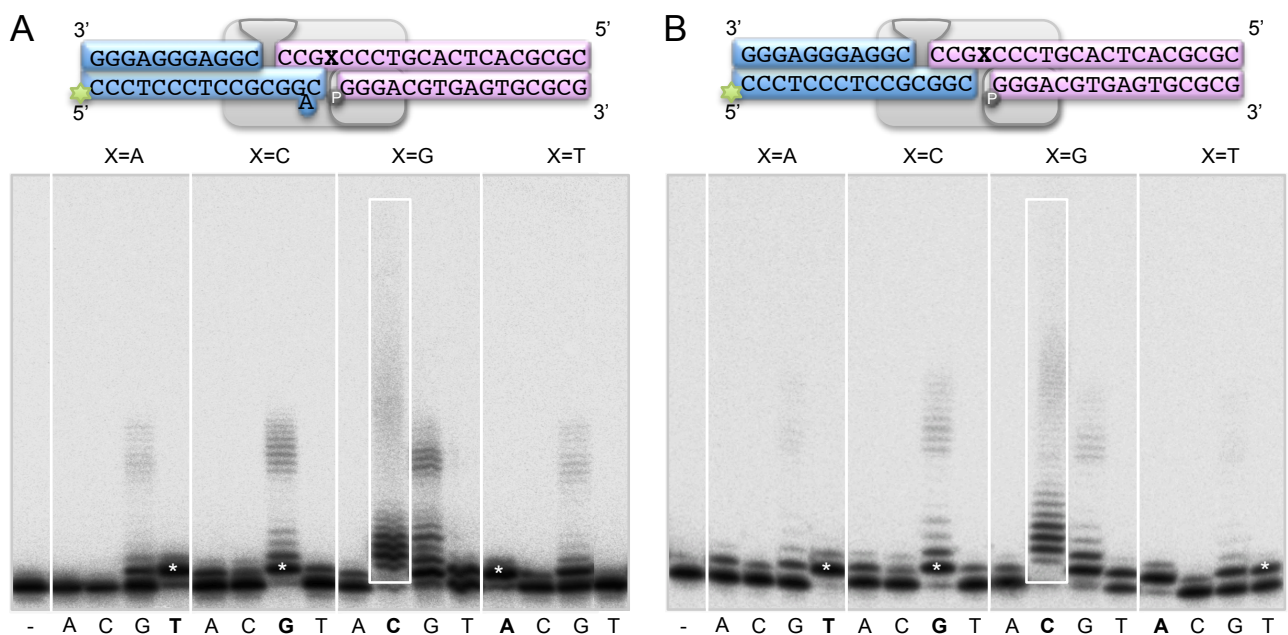 A
3’ 5’
GGGAGGGAGGC CCGXCCCTGCACTCACGCGC
CCCTCCCTCCGCGGC P GGGACGTGAGTGCGCG
A
5’ 3’
X=A X=C X=G X=T
* * *
- A C G T A C G T A C G T A C G T
B
3’ 5’
GGGAGGGAGGC CCGXCCCTGCACTCACGCGC
CCCTCCCTCCGCGGC P GGGACGTGAGTGCGCG
5’ 3’
X=A X=C X=G X=T
* * *
- A C G T A C G T A C G T A C G T